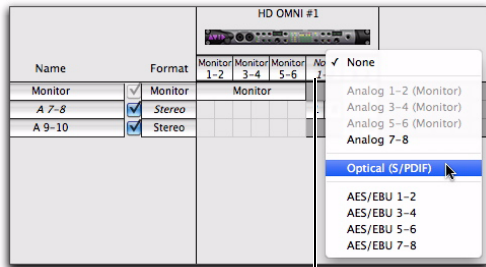 HD OMNI #1
AVID
Name Format Monitor 1-2 Monitor 3-4 Monitor 5-6
Monitor Monitor Monitor
A 7-8 Stereo
A 9-10 Stereo
✓ None
Analog 1-2 (Monitor)
Analog 3-4 (Monitor)
Analog 5-6 (Monitor)
Analog 7-8
Optical (S/PDIF)
AES/EBU 1-2
AES/EBU 3-4
AES/EBU 5-6
AES/EBU 7-8